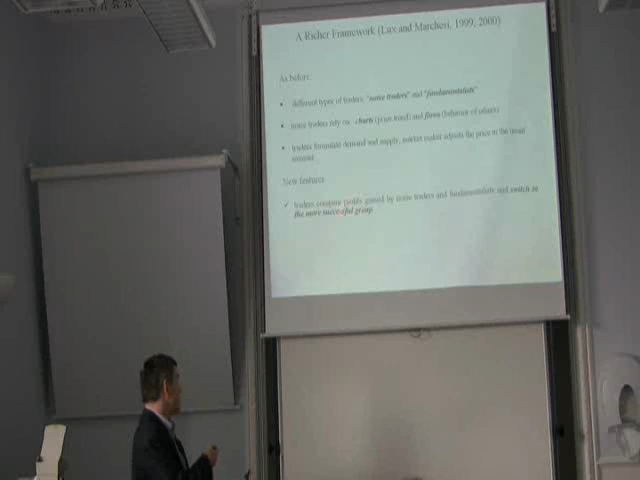 A Richer Framework (Lux and Marchesi, 1999, 2000)
As before:
different types of traders: "noise traders" and "fundamentalists"
noise traders rely on charts (price trend) and flows (behavior of others)
traders formulate demand and supply, market maker adjusts the price in the usual
manner
New features
traders compare profits gained by noise traders and fundamentalists and switch to
the more successful group